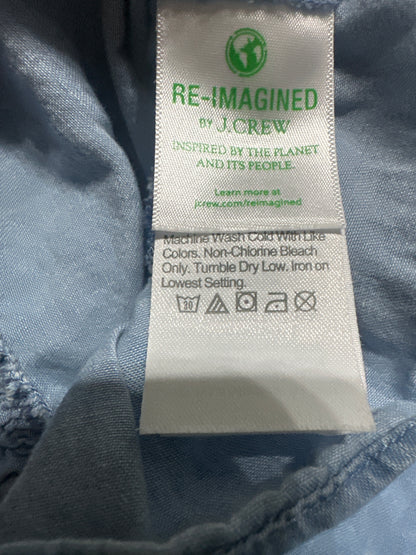 RE-IMAGINED
BY J.CREW
INSPIRED BY THE PLANET
AND ITS PEOPLE.
Learn more at
jcrew.com/reimagined
Machine Wash Cold With Like
Colors. Non-Chlorine Bleach
Only. Tumble Dry Low. Iron on
Lowest Setting.
30